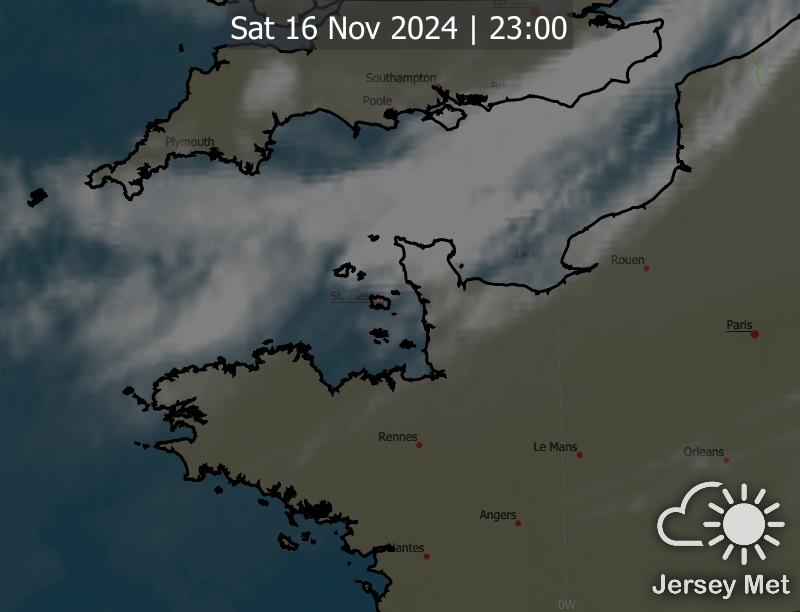 London
Sat 16 Nov 2024 | 23:00
Southampton
Poole
Plymouth
Le Havre
Rouen
St. Helier
Paris
Rennes
Le Mans
Orleans
Angers
Nantes
Jersey Met
0W